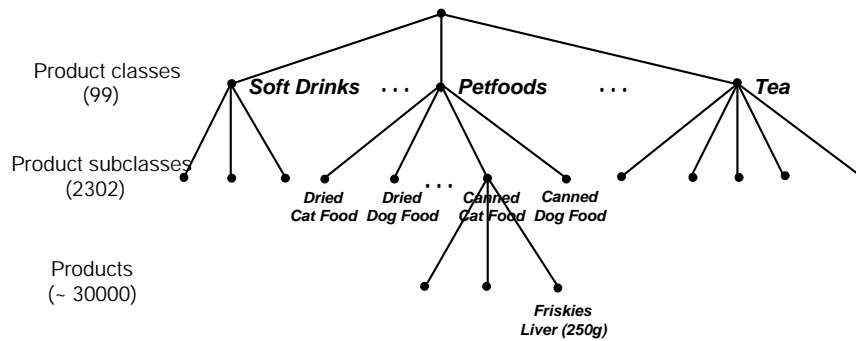 Product classes
(99)
Soft Drinks ... Petfoods ... Tea
Product subclasses
(2302)
Dried
Cat Food
Dried
Dog Food
...
Canned
Cat Food
Canned
Dog Food
Products
(~ 30000)
Friskies
Liver (250g)